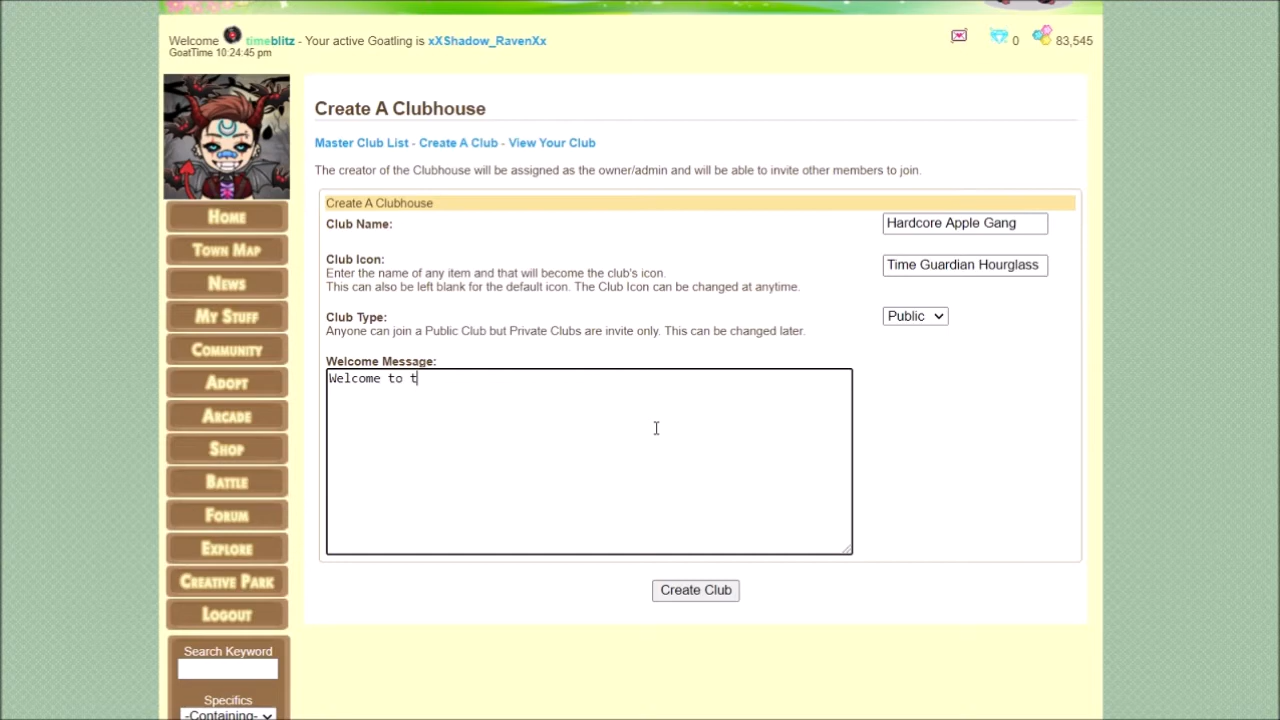 Welcome timeblitz - Your active Goatling is xXShadow_RavenXx
GoatTime 10:24:45 pm
0
83,545
Home
Town Map
News
My Stuff
Community
Adopt
Arcade
Shop
Battle
Forum
Explore
Creative Park
Logout
Search Keyword
Specifics
-Containing-
Create A Clubhouse
Master Club List - Create A Club - View Your Club
The creator of the Clubhouse will be assigned as the owner/admin and will be able to invite other members to join.
Create A Clubhouse
Club Name:
Hardcore Apple Gang
Club Icon:
Enter the name of any item and that will become the club's icon.
This can also be left blank for the default icon. The Club Icon can be changed at anytime.
Time Guardian Hourglass
Club Type:
Anyone can join a Public Club but Private Clubs are invite only. This can be changed later.
Public
Welcome Message:
Welcome to t
Create Club